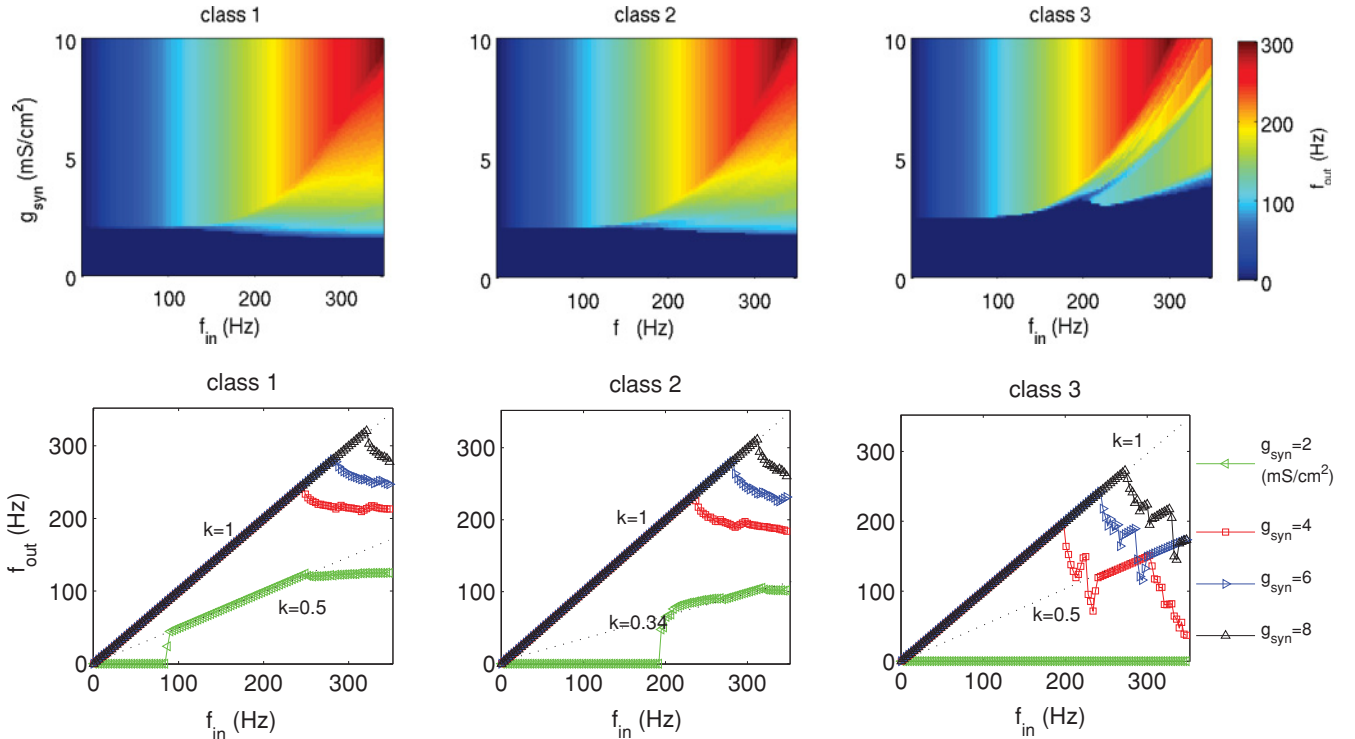 class 1
class 2
class 3
10
5
0
g_syn (mS/cm²)
100
200
300
f_in (Hz)
10
5
0
100
200
300
f (Hz)
10
5
0
100
200
300
f_in (Hz)
300
200
100
0
f_out (Hz)
class 1
class 2
class 3
300
200
100
0
f_out (Hz)
k=1
k=0.5
0
100
200
300
f_in (Hz)
300
200
100
0
k=1
k=0.34
0
100
200
300
f_in (Hz)
300
200
100
0
k=1
k=0.5
0
100
200
300
f_in (Hz)
g_syn=2
(mS/cm²)
g_syn=4
g_syn=6
g_syn=8